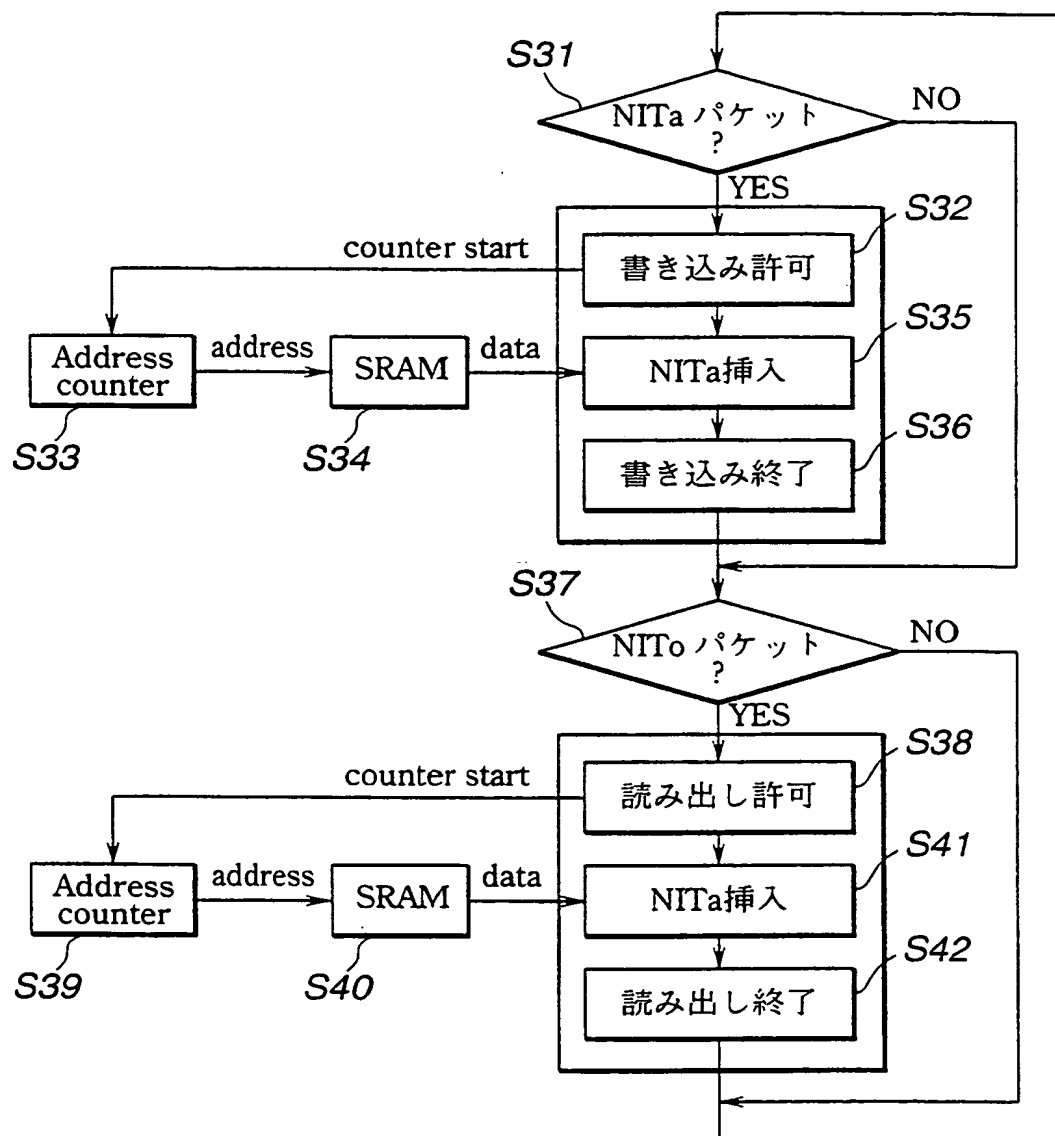 S31
NITa パケット
?
NO
YES
S32
counter start
書き込み許可
S35
Address
counter
address
SRAM
data
NITa挿入
S33
S34
S36
書き込み終了
S37
NITo パケット
?
NO
YES
S38
counter start
読み出し許可
S41
Address
counter
address
SRAM
data
NITa挿入
S39
S40
S42
読み出し終了